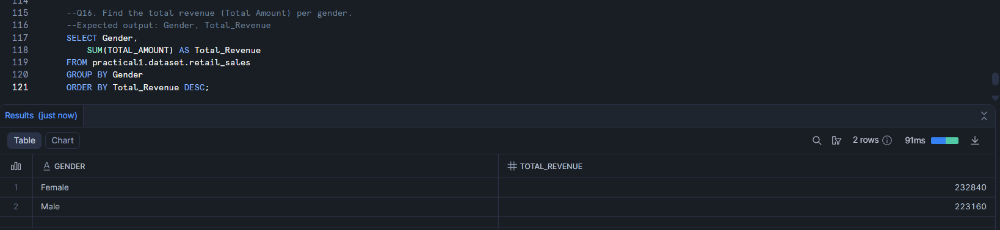 114
115 --Q16. Find the total revenue (Total Amount) per gender.
116 --Expected output: Gender, Total_Revenue
117 SELECT Gender,
118 SUM(TOTAL_AMOUNT) AS Total_Revenue
119 FROM practical1.dataset.retail_sales
120 GROUP BY Gender
121 ORDER BY Total_Revenue DESC;
Results (just now)
Table Chart 2 rows 91ms
A GENDER # TOTAL_REVENUE
1 Female 232840
2 Male 223160